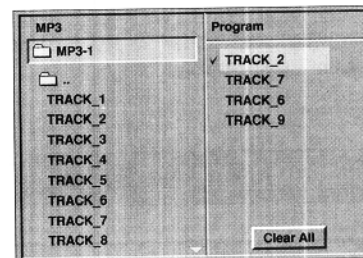 MP3
MP3-1
..
TRACK_1
TRACK_2
TRACK_3
TRACK_4
TRACK_5
TRACK_6
TRACK_7
TRACK_8
Program
✓ TRACK_2
TRACK_7
TRACK_6
TRACK_9
Clear All